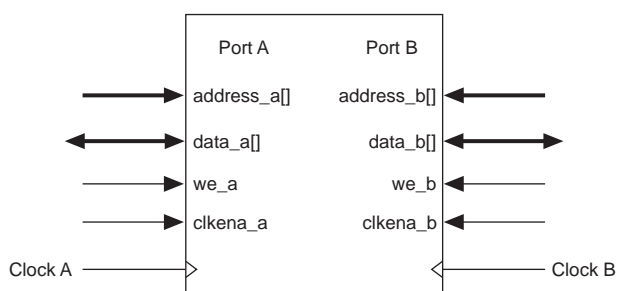 Port A Port B
address_a[] address_b[]
data_a[] data_b[]
we_a we_b
clkena_a clkena_b
Clock A Clock B